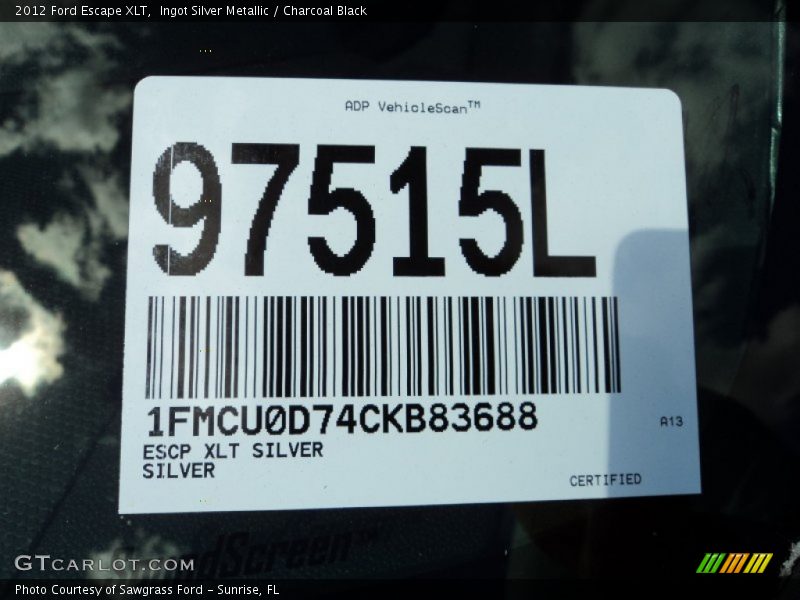 2012 Ford Escape XLT,  Ingot Silver Metallic / Charcoal Black
ADP VehicleScan™
97515L
1FMCU0D74CKB83688
A13
ESCP XLT SILVER
SILVER
CERTIFIED
GTcarlot.com
Photo Courtesy of Sawgrass Ford – Sunrise, FL